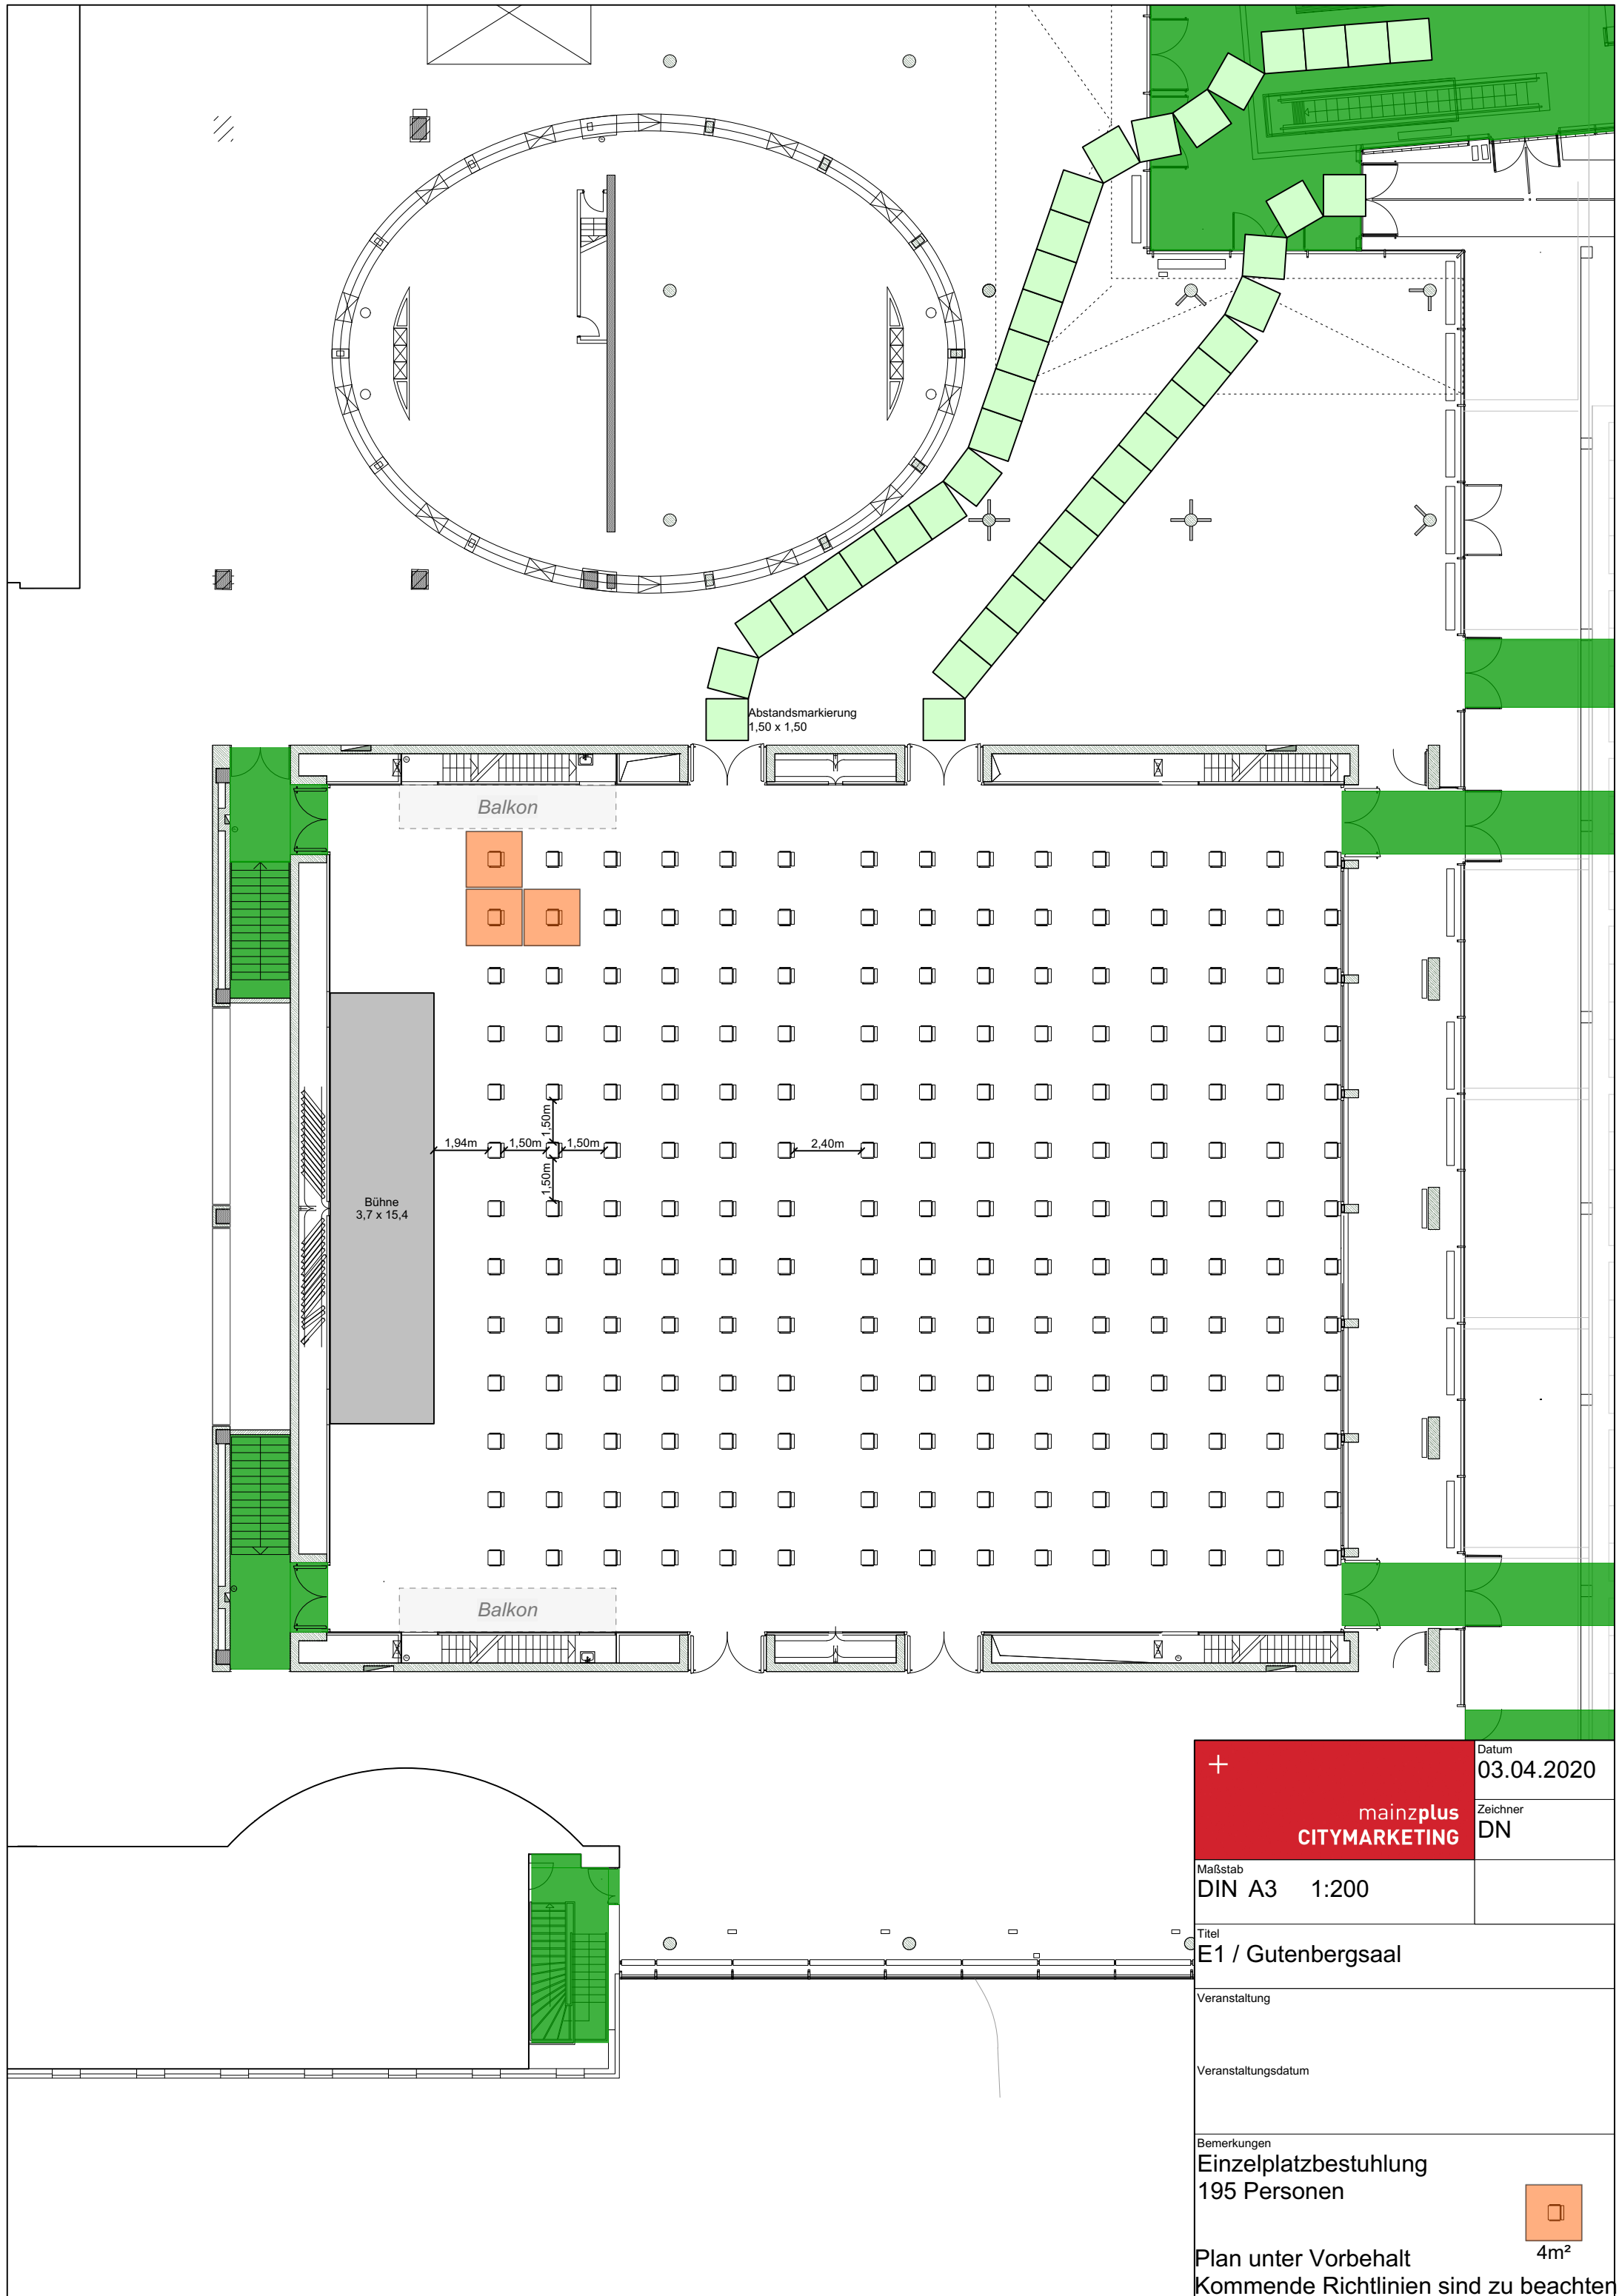 Abstandsmarkierung
1,50 x 1,50
Balkon
1,50m
1,94m
1,50m
1,50m
2,40m
1,50m
Bühne
3,7 x 15,4
Balkon
mainzplus
CITYMARKETING
Datum
03.04.2020
Zeichner
DN
Maßstab
DIN A3 1:200
Titel
E1 / Gutenbergsaal
Veranstaltung
Veranstaltungsdatum
Bemerkungen
Einzelplatzbestuhlung
195 Personen
4m²
Plan unter Vorbehalt
Kommende Richtlinien sind zu beachten